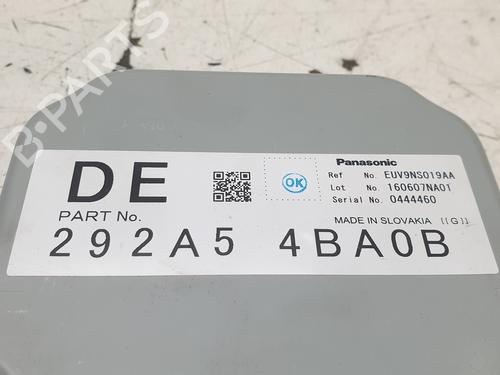 B-PARTS
DE
OK
Panasonic
Ref No. EUV9NS019AA
Lot No. 160607NA01
Serial No. 0444460
PART No.
MADE IN SLOVAKIA [[G]]
292A5 4BA0B